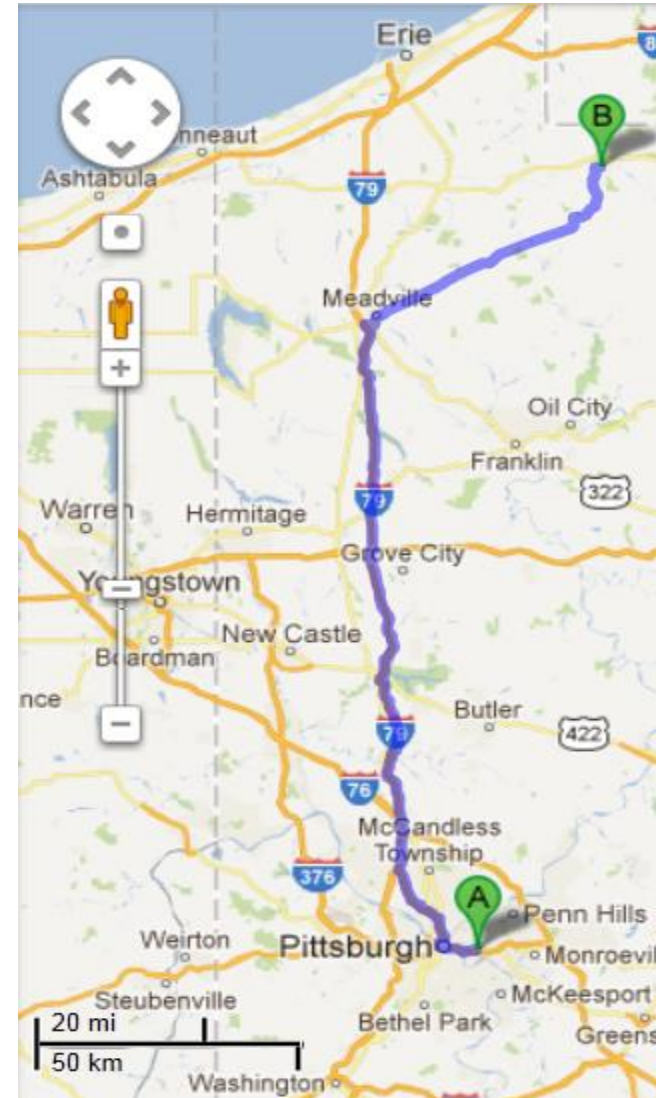 Erie
8
B
nneaut
Ashtabula
79
Meadville
Oil City
Franklin
322
79
Warren
Hermitage
Grove City
Youngstown
New Castle
Boardman
nce
Butler
79
422
76
McCandless
Township
376
A
Penn Hills
Weirton
Pittsburgh
Monroevil
Steubenville
McKeesport
20 mi
Bethel Park
Greens
50 km
Washington